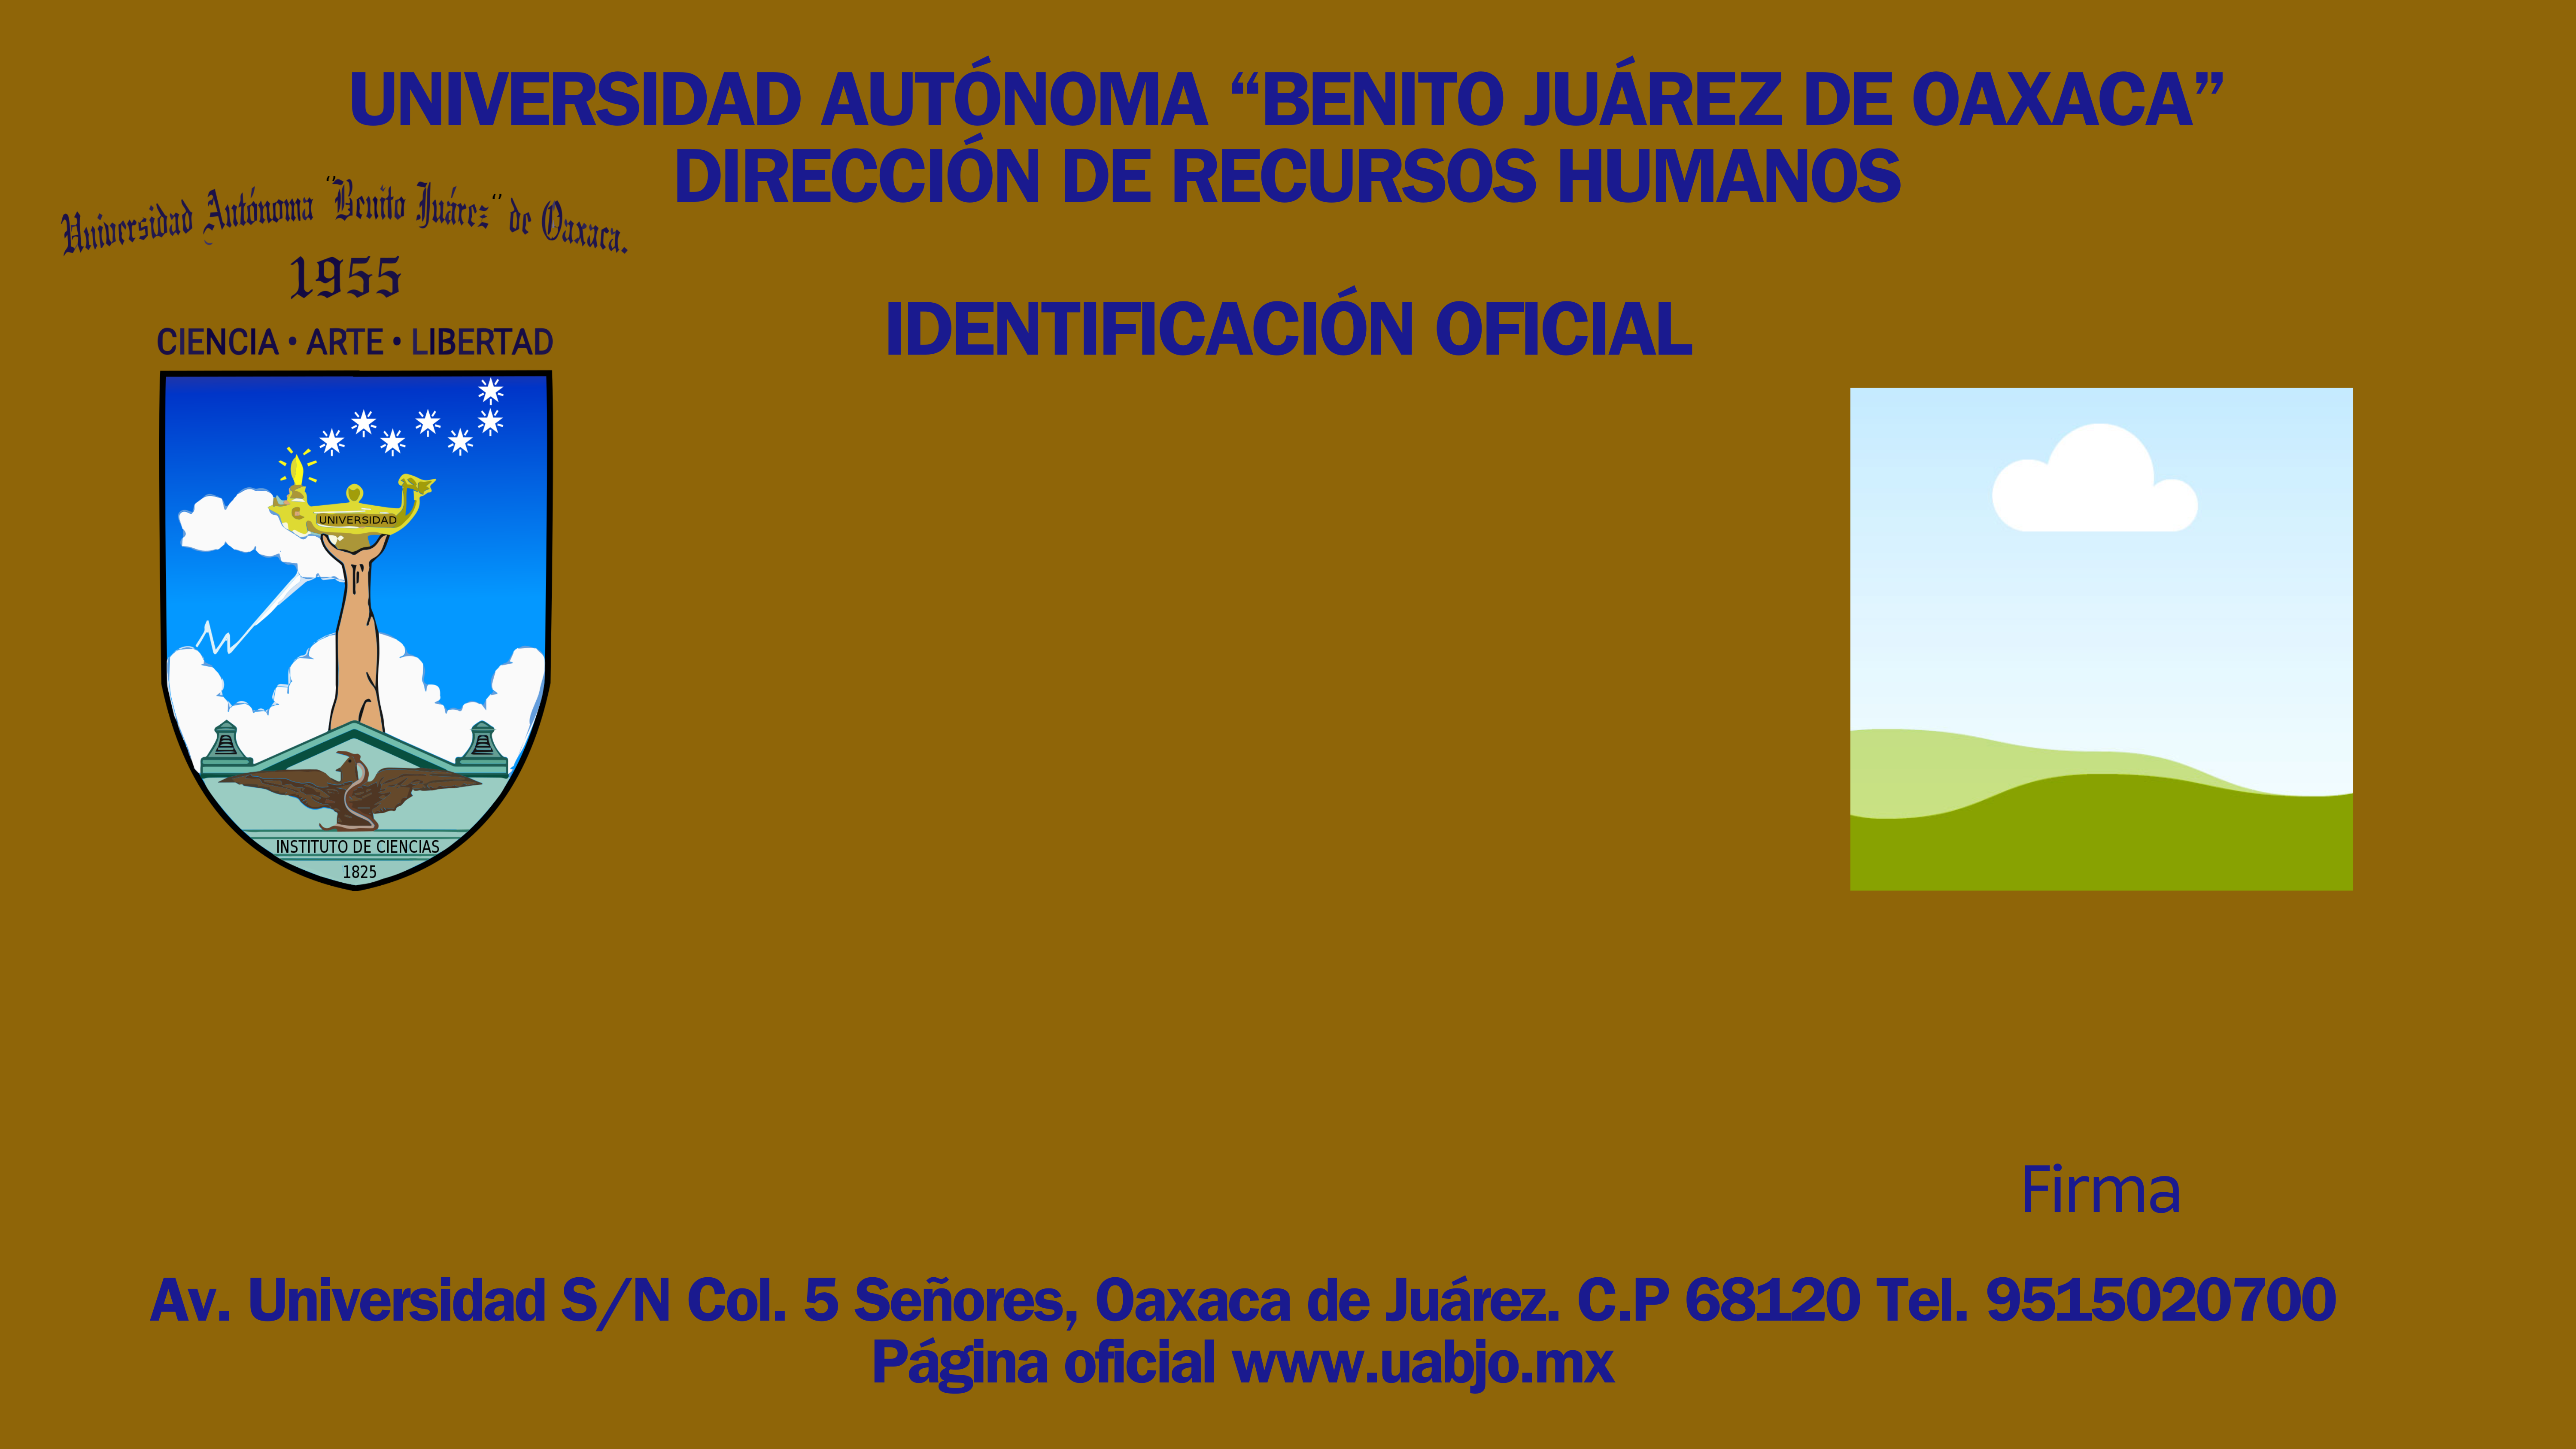 UNIVERSIDAD AUTÓNOMA “BENITO JUÁREZ DE OAXACA”
DIRECCIÓN DE RECURSOS HUMANOS
Universidad Autónoma "Benito Juárez" de Oaxaca.
1955
IDENTIFICACIÓN OFICIAL
CIENCIA • ARTE • LIBERTAD
UNIVERSIDAD
INSTITUTO DE CIENCIAS
1825
Firma
Av. Universidad S/N Col. 5 Señores, Oaxaca de Juárez. C.P 68120 Tel. 9515020700
Página oficial www.uabjo.mx